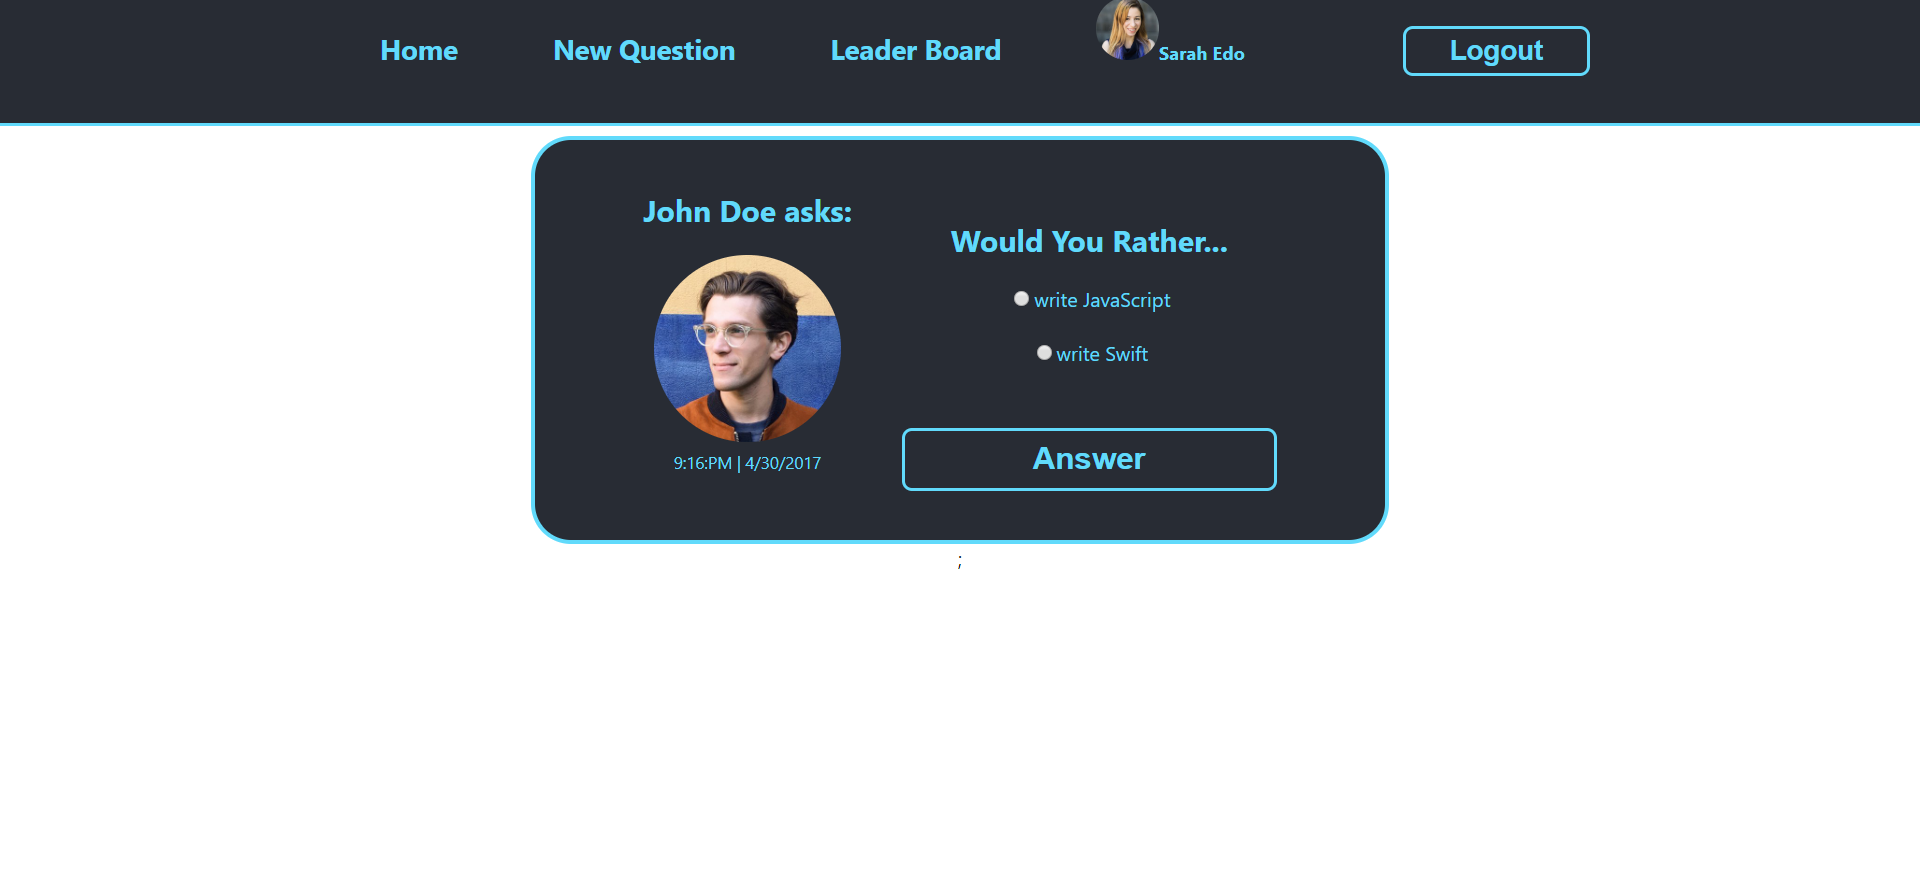 Home New Question Leader Board Sarah Edo Logout
John Doe asks:
Would You Rather...
write JavaScript
write Swift
9:16:PM | 4/30/2017
Answer
;